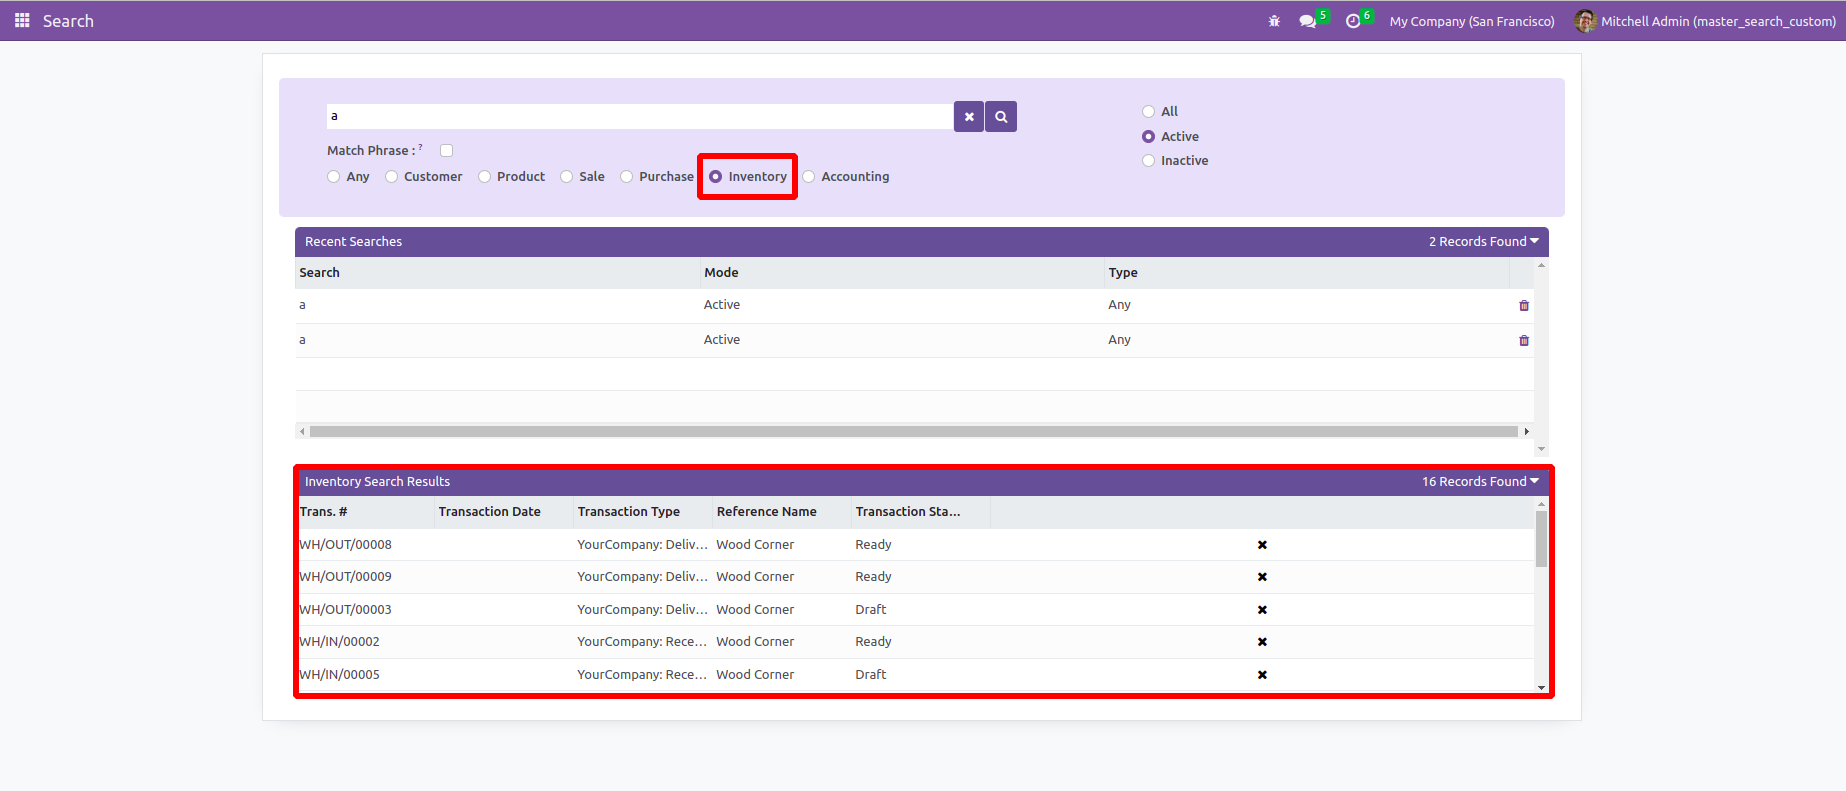 Search 5 6 My Company (San Francisco) Mitchell Admin (master_search_custom)
a
All
Match Phrase : ?
Active
Inactive
Any Customer Product Sale Purchase Inventory Accounting
Recent Searches 2 Records Found
Search Mode Type
a Active Any
a Active Any
Inventory Search Results 16 Records Found
Trans. # Transaction Date Transaction Type Reference Name Transaction Sta...
WH/OUT/00008 YourCompany: Deliv... Wood Corner Ready
WH/OUT/00009 YourCompany: Deliv... Wood Corner Ready
WH/OUT/00003 YourCompany: Deliv... Wood Corner Draft
WH/IN/00002 YourCompany: Rece... Wood Corner Ready
WH/IN/00005 YourCompany: Rece... Wood Corner Draft